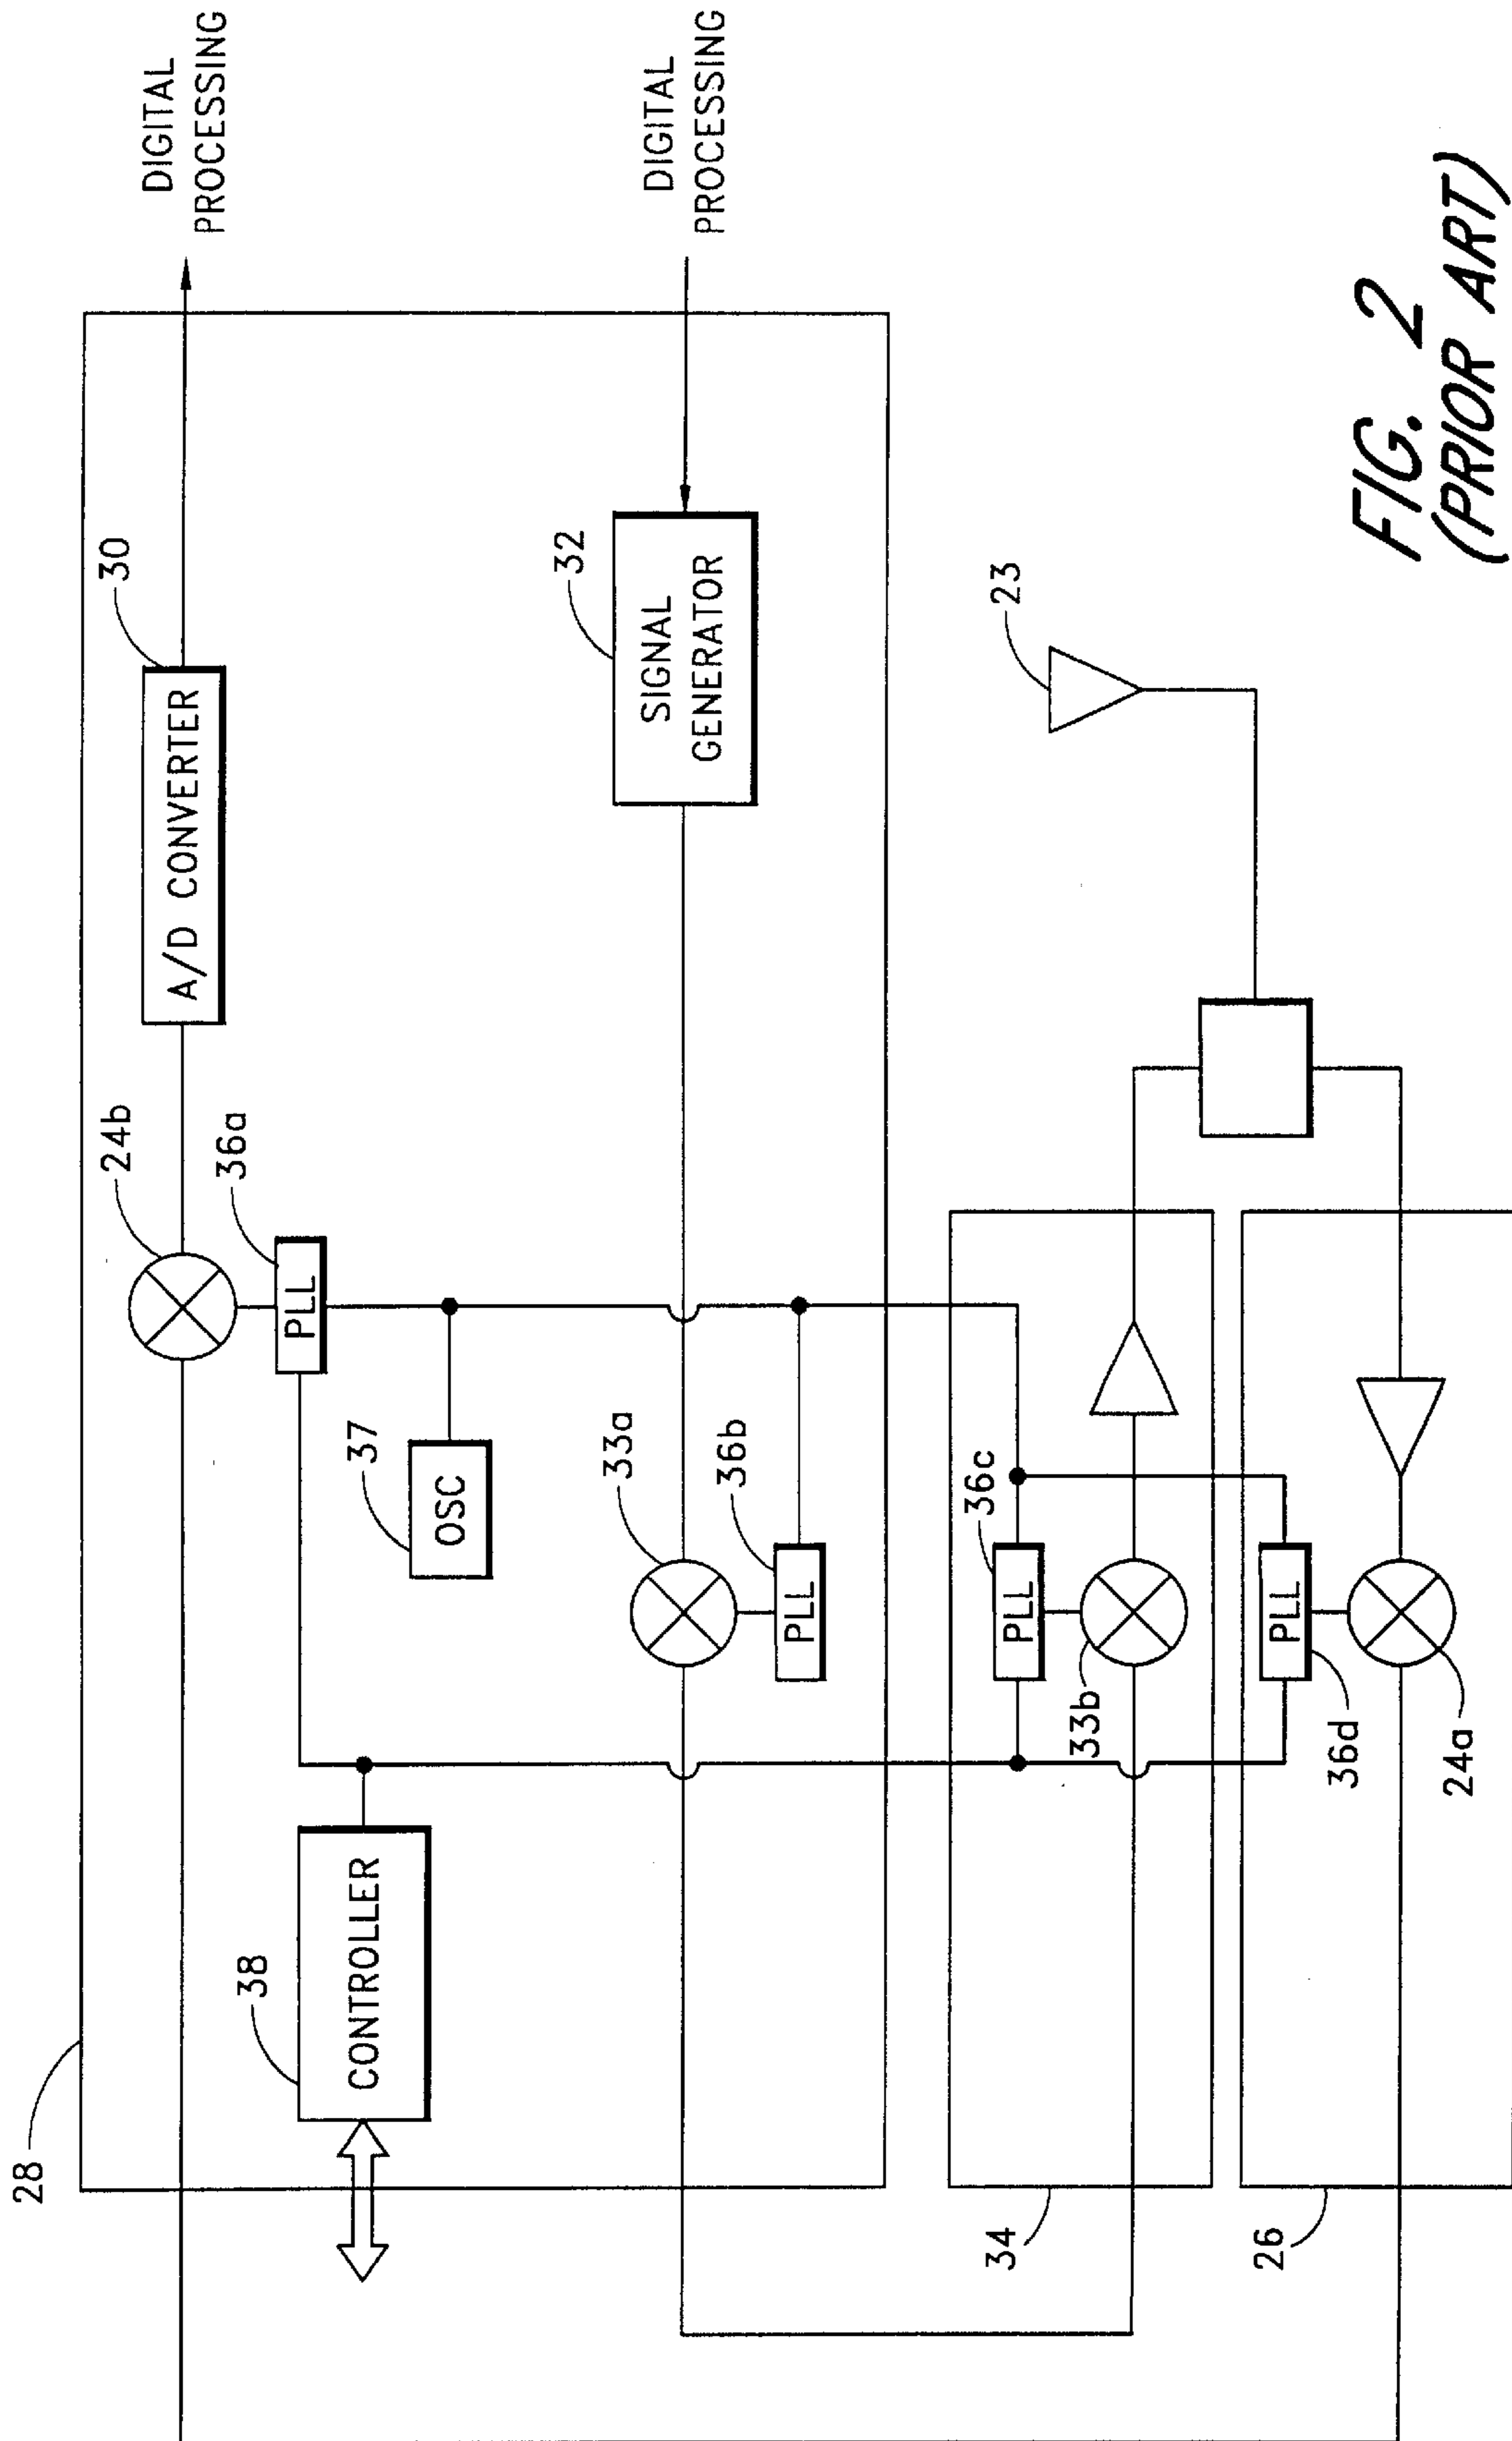 28
24b
30
DIGITAL
PROCESSING
A/D CONVERTER
36a
PLL
38
CONTROLLER
37
OSC
33a
36b
PLL
32
SIGNAL
GENERATOR
DIGITAL
PROCESSING
34
36c
PLL
33b
23
26
PLL
36d
24a
FIG. 2
(PRIOR ART)